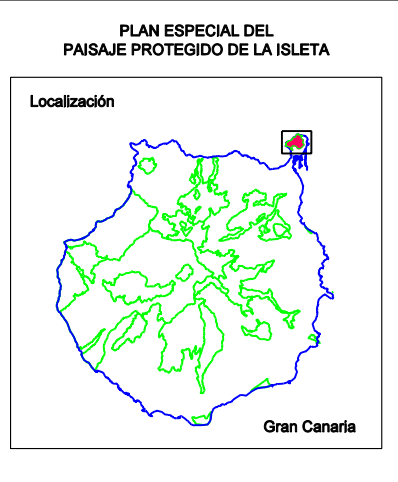 PLAN ESPECIAL DEL
PAISAJE PROTEGIDO DE LA ISLETA
Localización
Gran Canaria